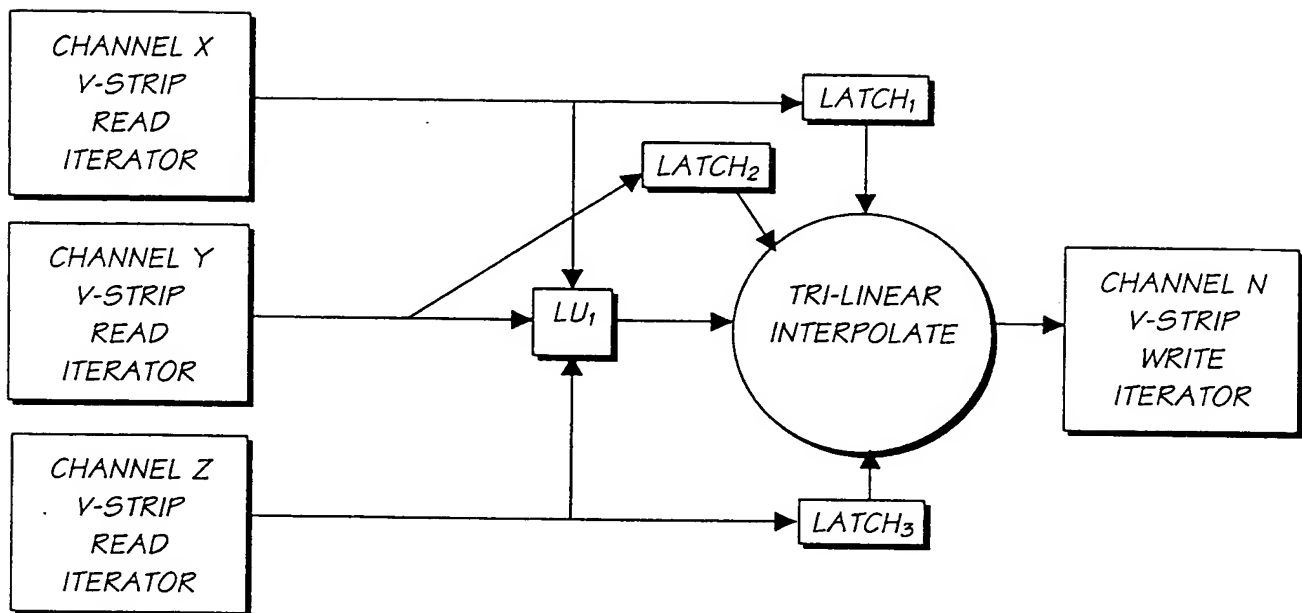 CHANNEL X
V-STRIP
READ
ITERATOR
LATCH₁
LATCH₂
CHANNEL Y
V-STRIP
READ
ITERATOR
LU₁
TRI-LINEAR
INTERPOLATE
CHANNEL N
V-STRIP
WRITE
ITERATOR
CHANNEL Z
V-STRIP
READ
ITERATOR
LATCH₃